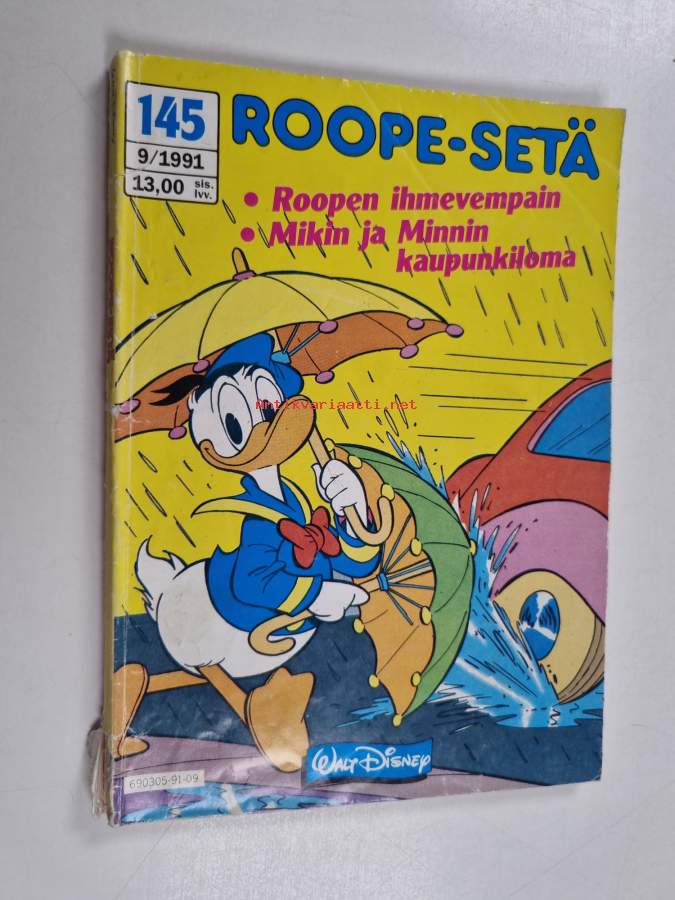 145
ROOPE-SETÄ
9/1991
13,00 sis. lvv.
• Roopen ihmevempain
• Mikin ja Minnin
kaupunkiloma
Antikvariaatti.net
WALT DISNEY
690305-91-09